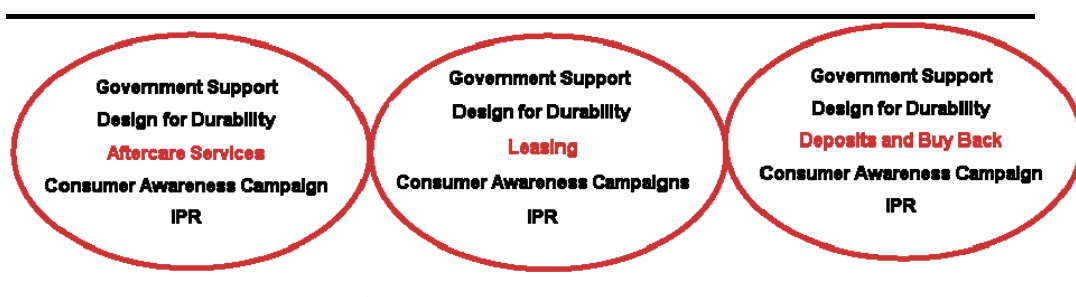 Government Support
Design for Durability
Aftercare Services
Consumer Awareness Campaign
IPR
Government Support
Design for Durability
Leasing
Consumer Awareness Campaigns
IPR
Government Support
Design for Durability
Deposits and Buy Back
Consumer Awareness Campaign
IPR